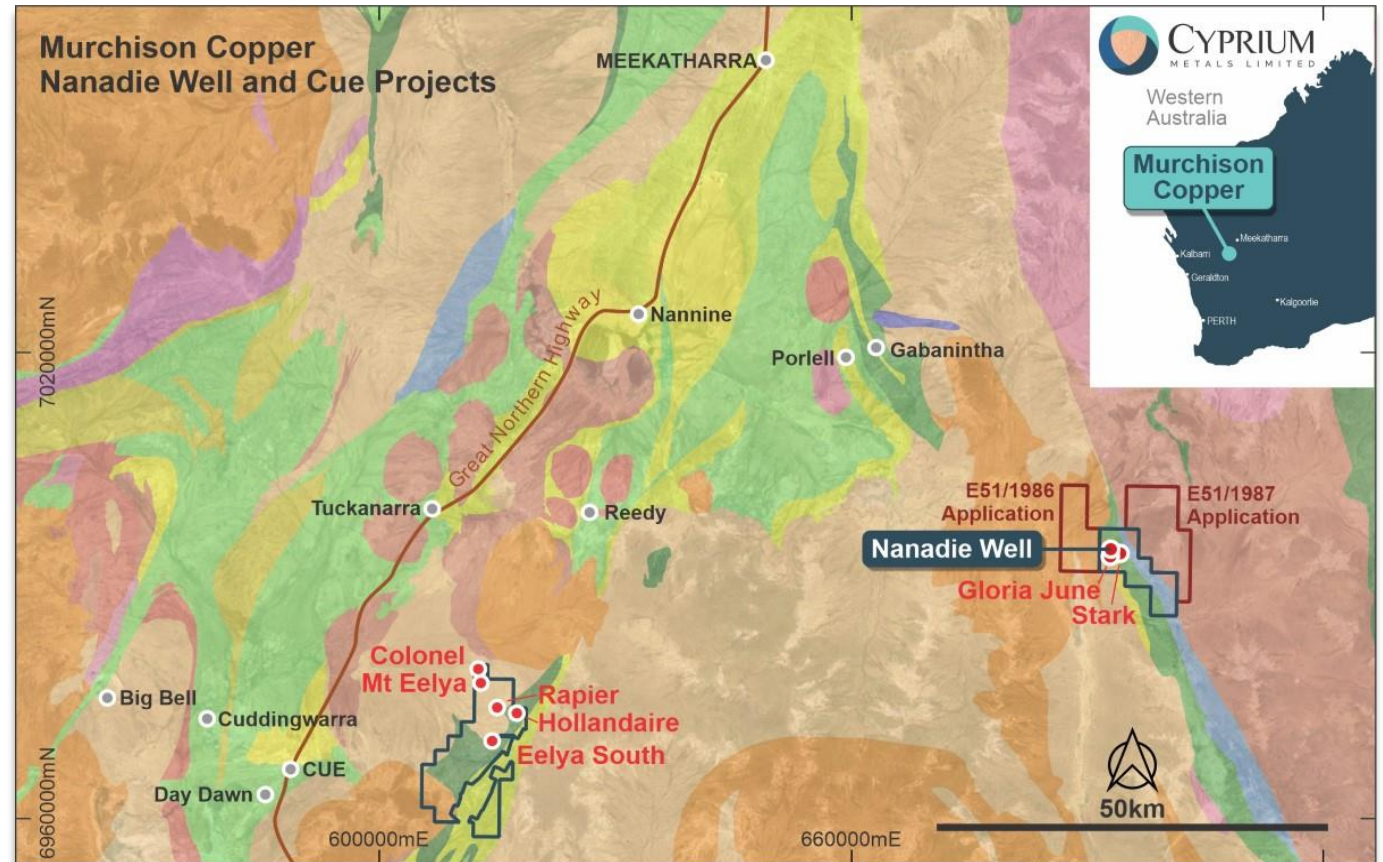 Murchison Copper
Nanadie Well and Cue Projects
MEEKATHARRA
CYPRIUM
METALS LIMITED
Western
Australia
Murchison
Copper
Meekatharra
Kalbarri
Geraldton
Kalgoorlie
PERTH
7020000mN
Great Northern Highway
Nannine
Porlell
Gabanintha
Tuckanarra
Reedy
E51/1986
Application
E51/1987
Application
Nanadie Well
Gloria June
Stark
Colonel
Mt Eelya
Rapier
Hollandaire
Eelya South
Big Bell
Cuddingwarra
CUE
Day Dawn
6960000mN
600000mE
660000mE
50km